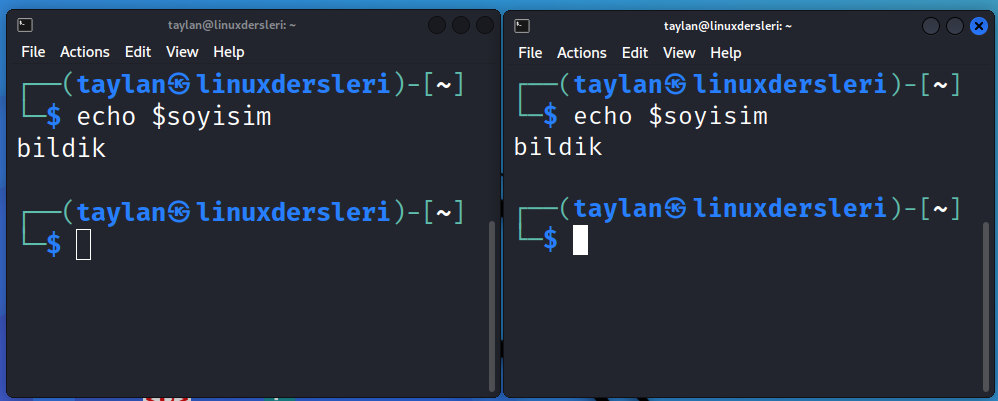 taylan@linuxdersleri: ~
File Actions Edit View Help
┌──(taylan㉿linuxdersleri)-[~]
└─$ echo $soyisim
bildik
┌──(taylan㉿linuxdersleri)-[~]
└─$
taylan@linuxdersleri: ~
File Actions Edit View Help
┌──(taylan㉿linuxdersleri)-[~]
└─$ echo $soyisim
bildik
┌──(taylan㉿linuxdersleri)-[~]
└─$